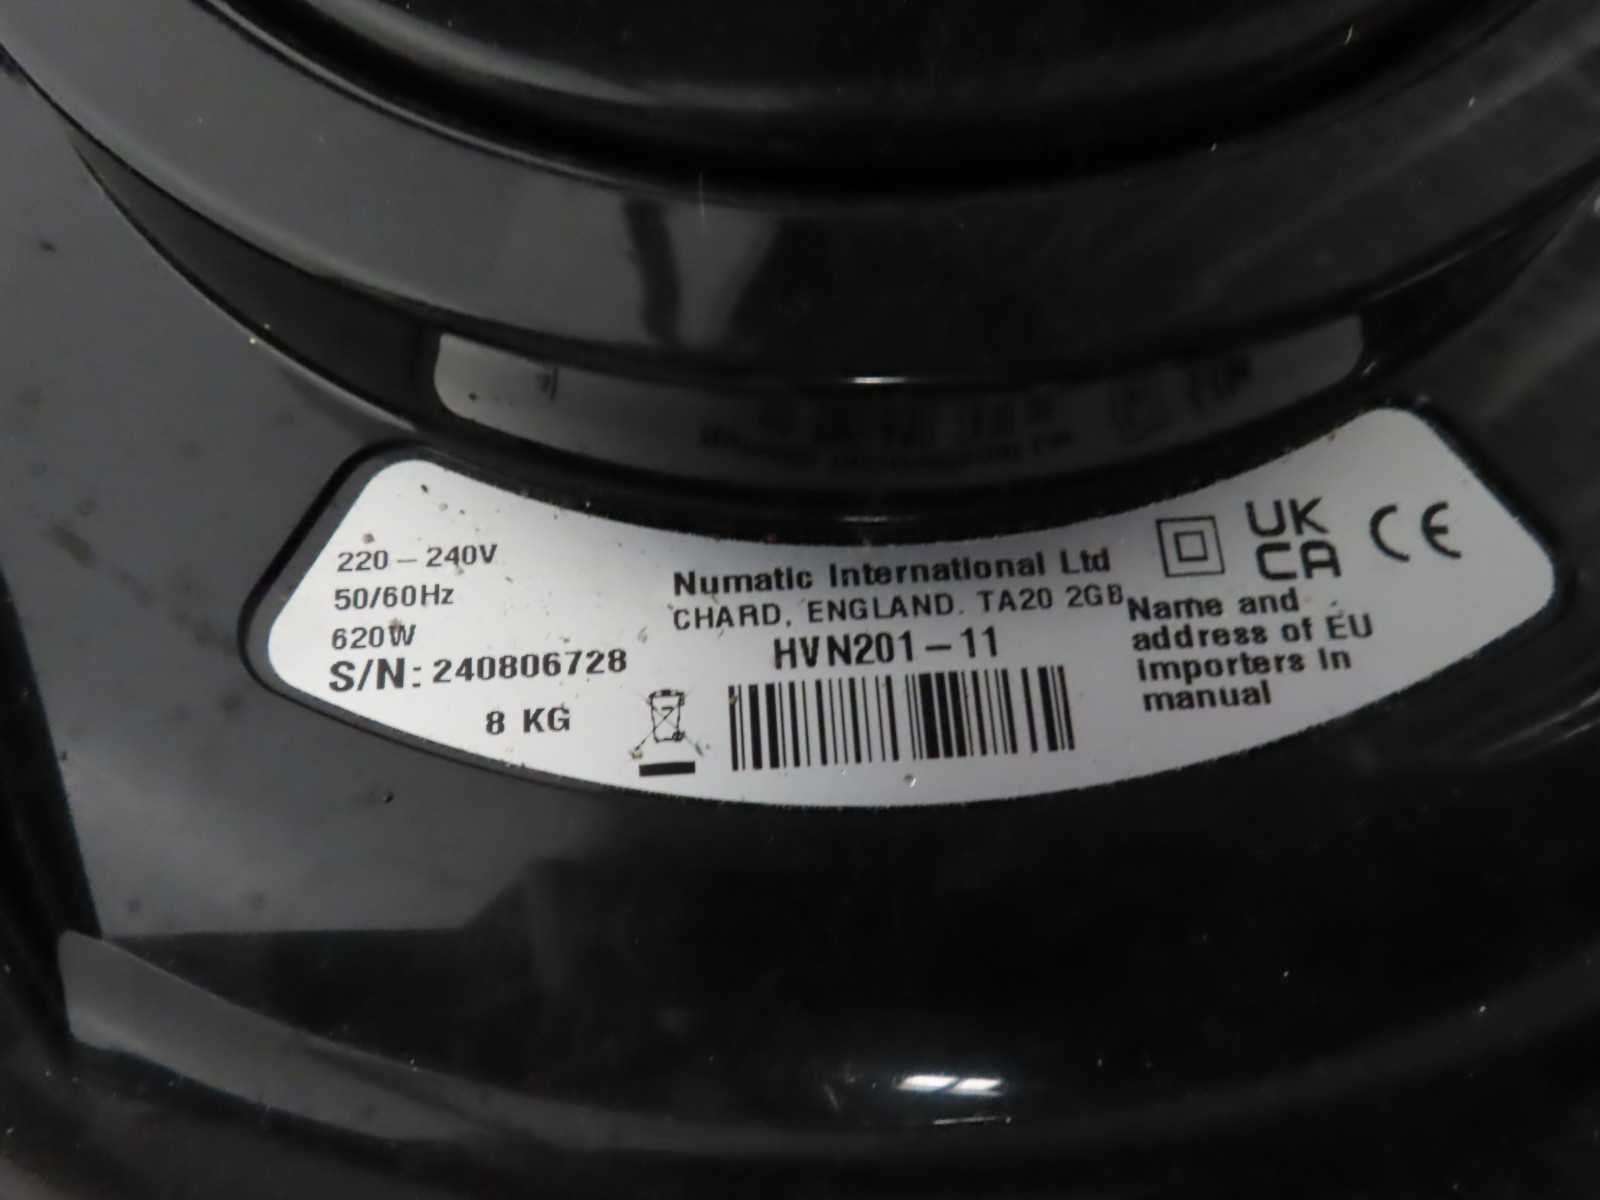 220 – 240V
50/60Hz
620W
S/N: 240806728
8 KG
Numatic International Ltd
CHARD, ENGLAND. TA20 2GB
HVN201–11
UK
CA
CE
Name and
address of EU
importers in
manual